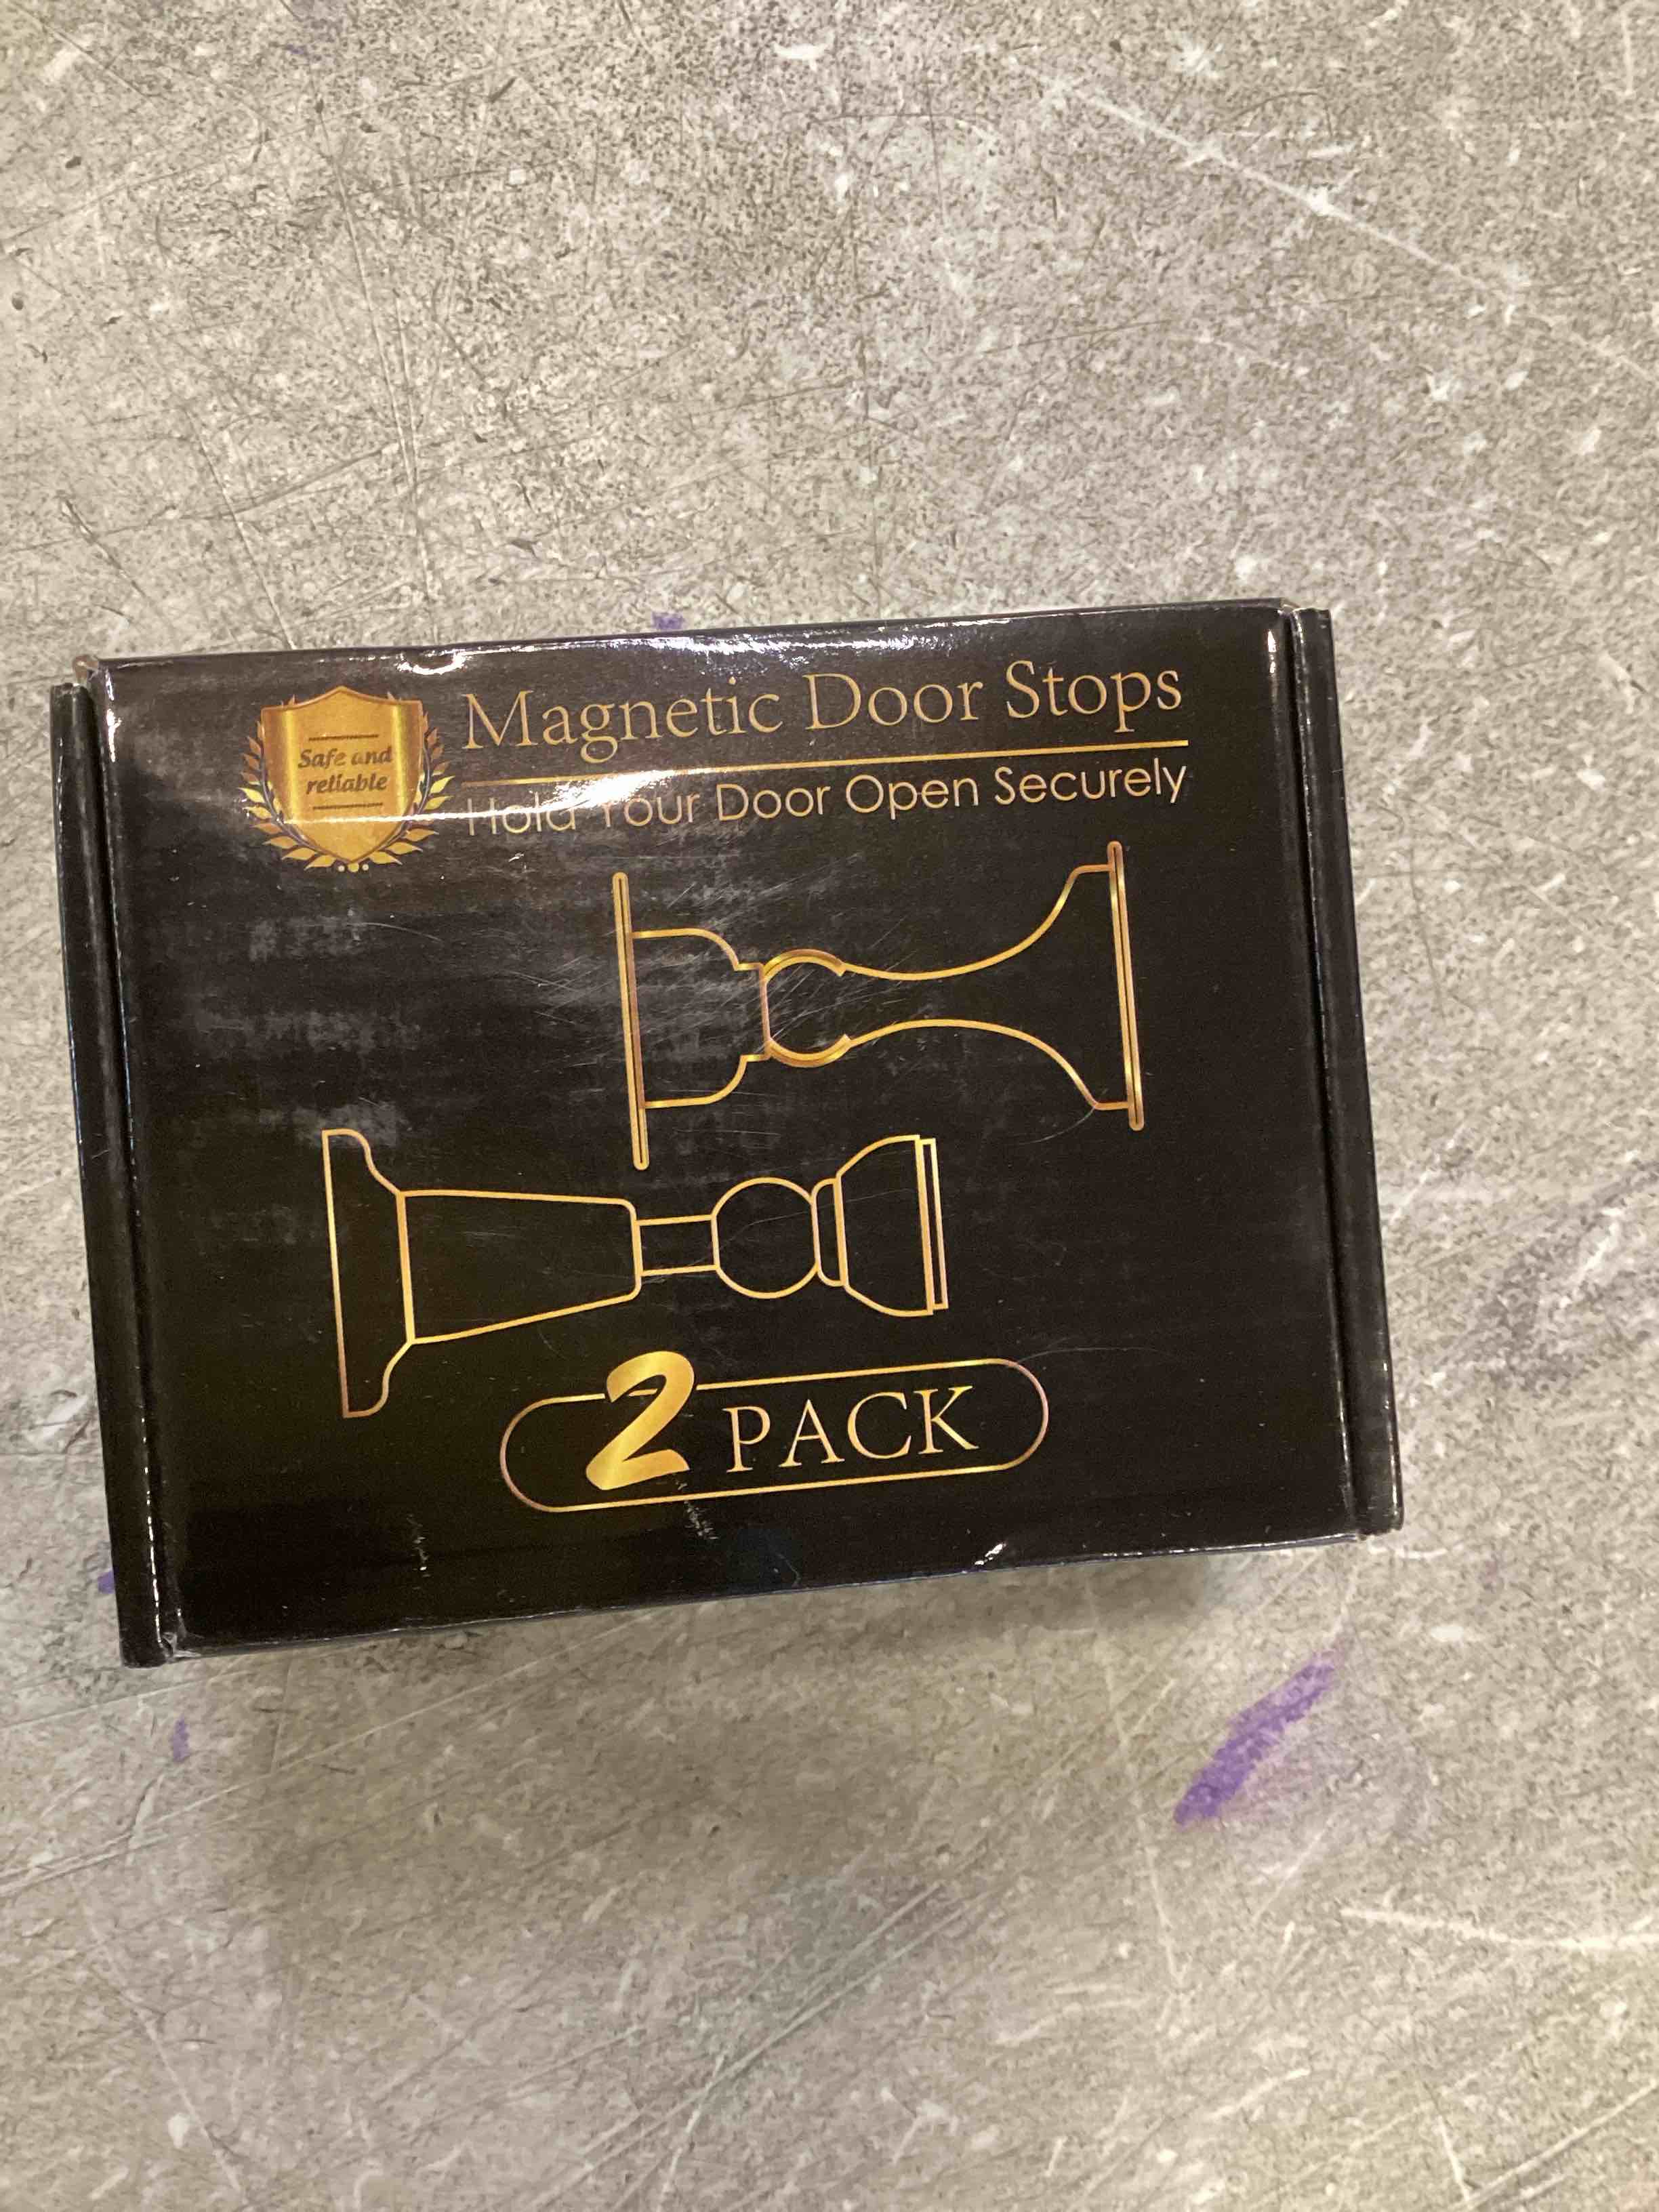 Safe and
reliable
Magnetic Door Stops
Hold Your Door Open Securely
2 PACK